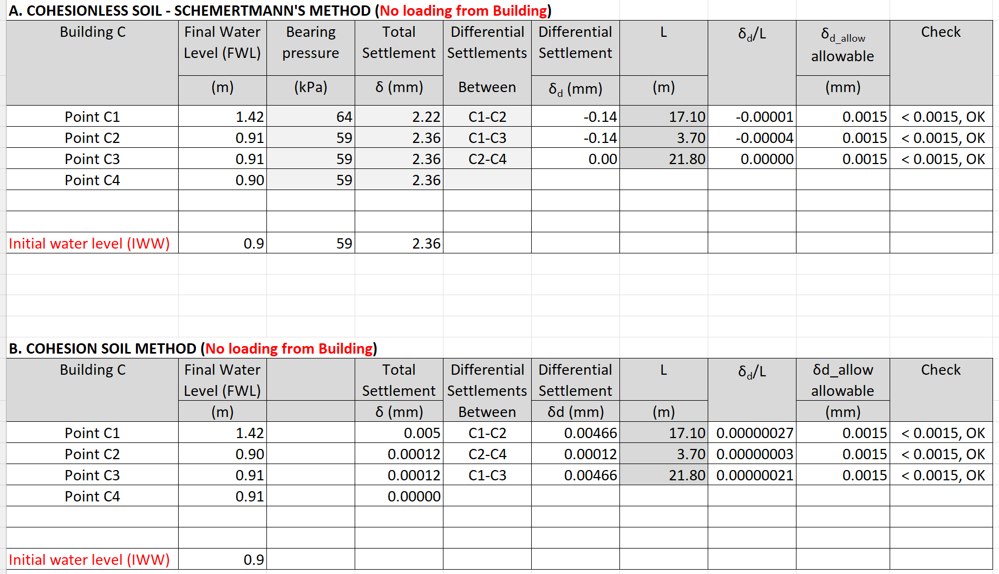 A. COHESIONLESS SOIL - SCHEMERTMANN'S METHOD (No loading from Building)
Building C Final Water Bearing Total Differential Differential L δd/L δd_allow Check
Level (FWL) pressure Settlement Settlements Settlement allowable
(m) (kPa) δ (mm) Between δd (mm) (m) (mm)
Point C1 1.42 64 2.22 C1-C2 -0.14 17.10 -0.00001 0.0015 < 0.0015, OK
Point C2 0.91 59 2.36 C1-C3 -0.14 3.70 -0.00004 0.0015 < 0.0015, OK
Point C3 0.91 59 2.36 C2-C4 0.00 21.80 0.00000 0.0015 < 0.0015, OK
Point C4 0.90 59 2.36
Initial water level (IWW) 0.9 59 2.36
B. COHESION SOIL METHOD (No loading from Building)
Building C Final Water Total Differential Differential L δd/L δd_allow Check
Level (FWL) Settlement Settlements Settlement allowable
(m) δ (mm) Between δd (mm) (m) (mm)
Point C1 1.42 0.005 C1-C2 0.00466 17.10 0.00000027 0.0015 < 0.0015, OK
Point C2 0.90 0.00012 C2-C4 0.00012 3.70 0.00000003 0.0015 < 0.0015, OK
Point C3 0.91 0.00012 C1-C3 0.00466 21.80 0.00000021 0.0015 < 0.0015, OK
Point C4 0.91 0.00000
Initial water level (IWW) 0.9